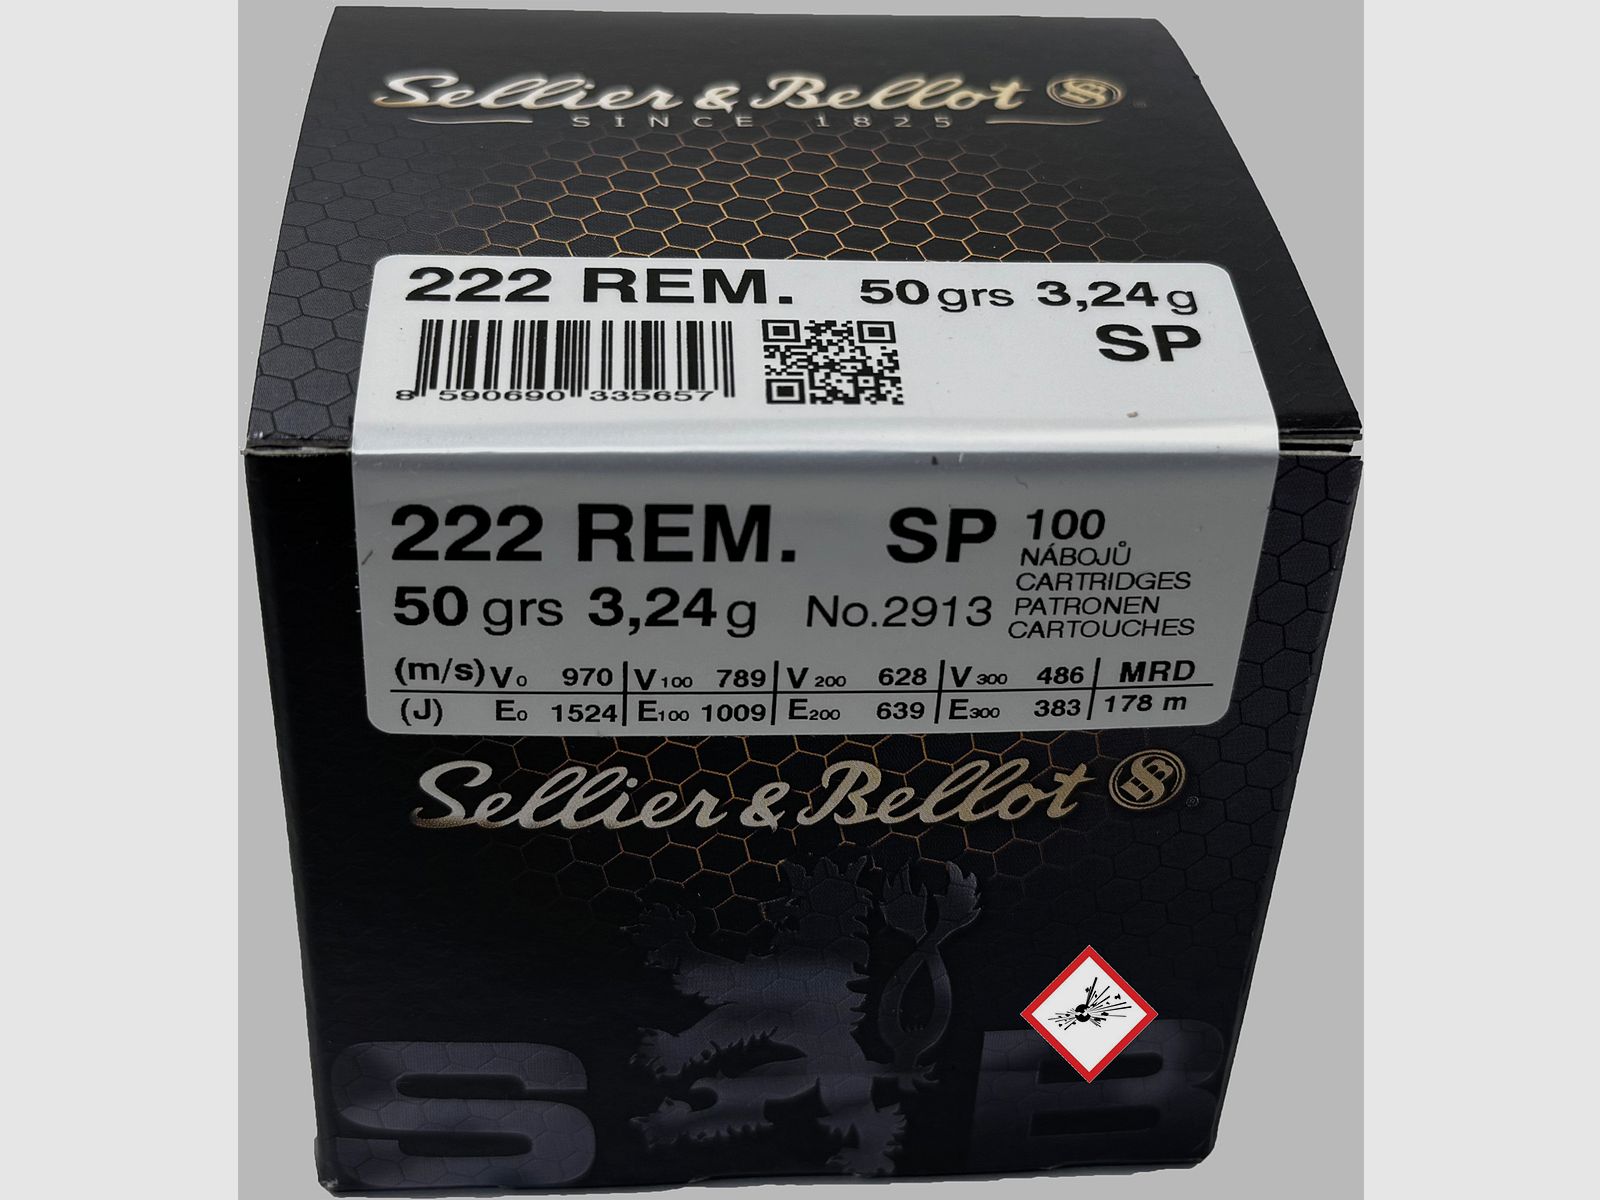 Sellier & Bellot SB
SINCE 1825
222 REM. 50 grs 3,24 g
SP
8 590690 335657
222 REM. SP 100
NÁBOJŮ
CARTRIDGES
50 grs 3,24 g No.2913 PATRONEN
CARTOUCHES
(m/s) V0 970 V100 789 V200 628 V300 486 MRD
(J) E0 1524 E100 1009 E200 639 E300 383 178 m
Sellier & Bellot SB ®
S B